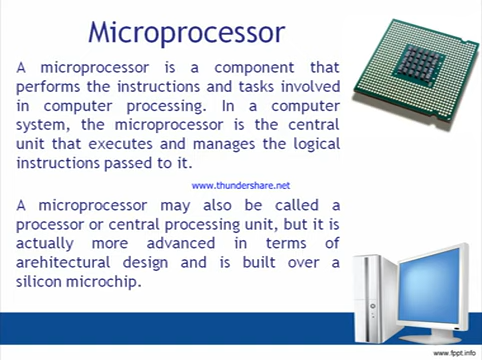 Microprocessor
A microprocessor is a component that
performs the instructions and tasks involved
in computer processing. In a computer
system, the microprocessor is the central
unit that executes and manages the logical
instructions passed to it.
www.thundershare.net
A microprocessor may also be called a
processor or central processing unit, but it is
actually more advanced in terms of
arehitectural design and is built over a
silicon microchip.
www.fppt.info